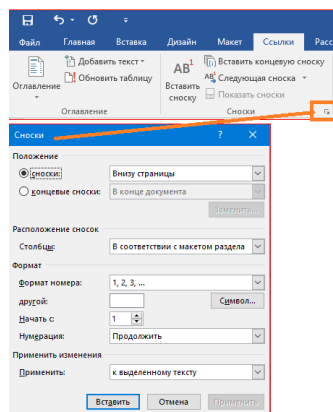 Файл Главная Вставка Дизайн Макет Ссылки Расс
Оглавление
Добавить текст
Обновить таблицу
Оглавление
AB¹
Вставить сноску
Вставить концевую сноску
Следующая сноска
Показать сноски
Сноски
Сноски ? ×
Положение
сноски: Внизу страницы
концевые сноски: В конце документа
Заменить...
Расположение сносок
Столбцы: В соответствии с макетом раздела
Формат
Формат номера: 1, 2, 3, ...
другой: Символ...
Начать с: 1
Нумерация: Продолжить
Применить изменения
Применить: к выделенному тексту
Вставить Отмена Применить